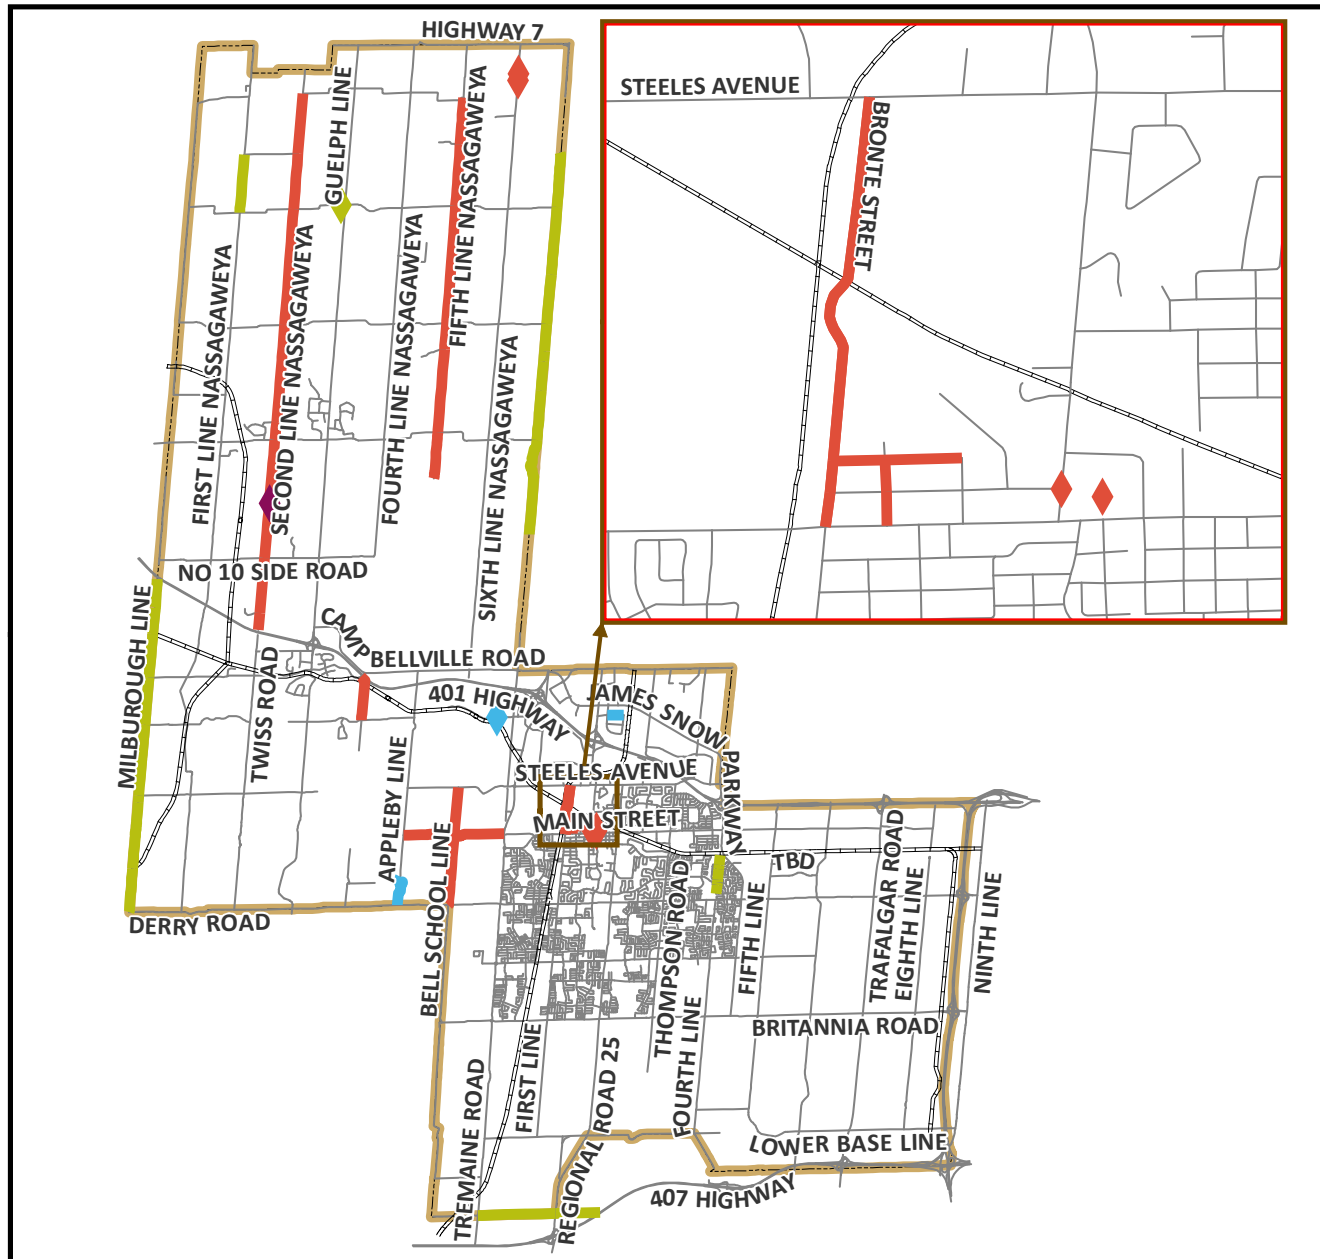 HIGHWAY 7
STEELES AVENUE
BRONTE STREET
GUELPH LINE
FIFTH LINE NASSAGAWEYA
FIRST LINE NASSAGAWEYA
SECOND LINE NASSAGAWEYA
FOURTH LINE NASSAGAWEYA
SIXTH LINE NASSAGAWEYA
NO 10 SIDE ROAD
MILBUROUGH LINE
CAMP
BELLVILLE ROAD
TWISS ROAD
401 HIGHWAY
JAMES SNOW
PARKWAY
STEELES AVENUE
MAIN STREET
APPLEBY LINE
BELL SCHOOL LINE
TBD
TRAFALGAR ROAD
EIGHTH LINE
NINTH LINE
THOMPSON ROAD
FIFTH LINE
DERRY ROAD
BRITANNIA ROAD
FIRST LINE
FOURTH LINE
TREMAINE ROAD
REGIONAL ROAD 25
LOWER BASE LINE
407 HIGHWAY